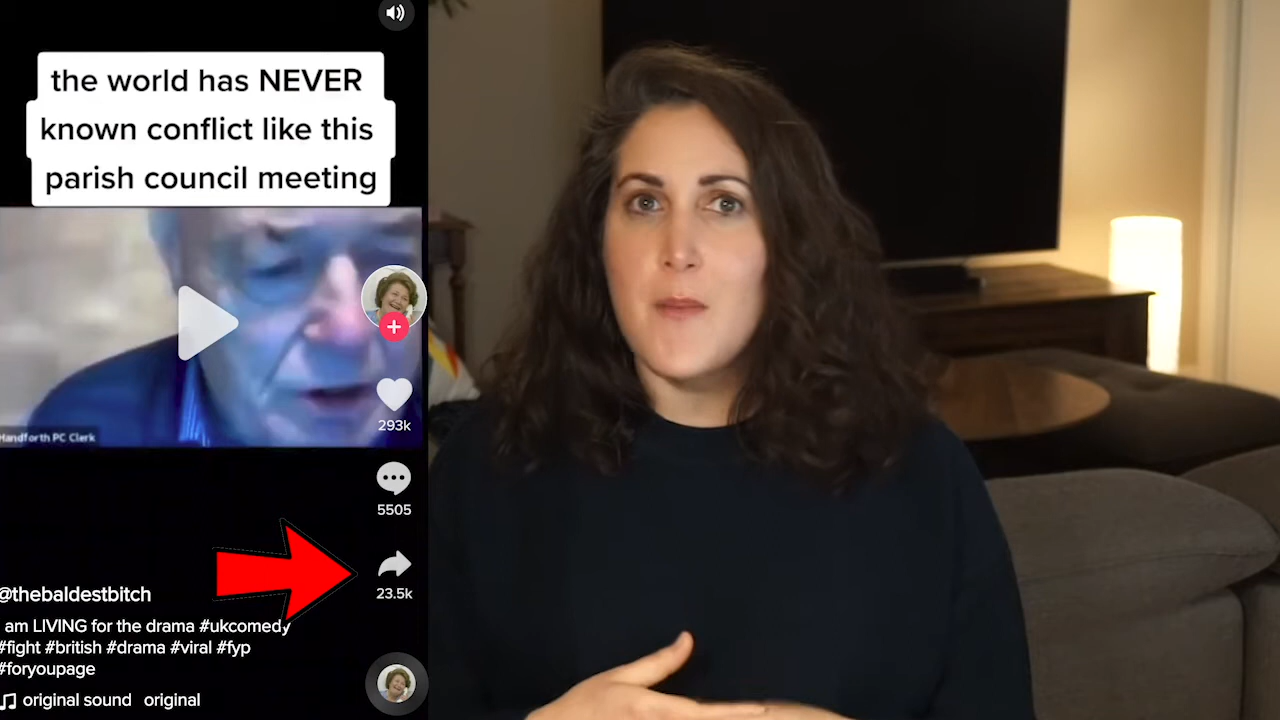 the world has NEVER
known conflict like this
parish council meeting
Handforth PC Clerk
293k
5505
23.5k
@thebaldestbitch
am LIVING for the drama #ukcomedy
#fight #british #drama #viral #fyp
#foryoupage
original sound original